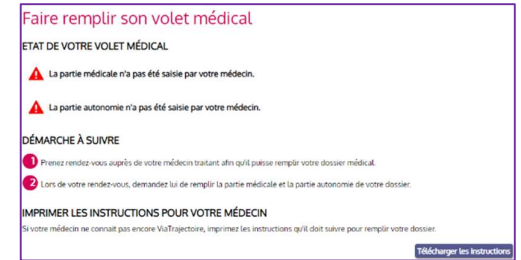 Faire remplir son volet médical
ETAT DE VOTRE VOLET MÉDICAL
La partie médicale n'a pas été saisie par votre médecin.
La partie autonomie n'a pas été saisie par votre médecin.
DÉMARCHE À SUIVRE
1 Prenez rendez-vous auprès de votre médecin traitant afin qu'il puisse remplir votre dossier médical.
2 Lors de votre rendez-vous, demandez lui de remplir la partie médicale et la partie autonomie de votre dossier.
IMPRIMER LES INSTRUCTIONS POUR VOTRE MÉDECIN
Si votre médecin ne connait pas encore ViaTrajectoire, imprimez les instructions qu'il doit suivre pour remplir votre dossier.
Télécharger les instructions